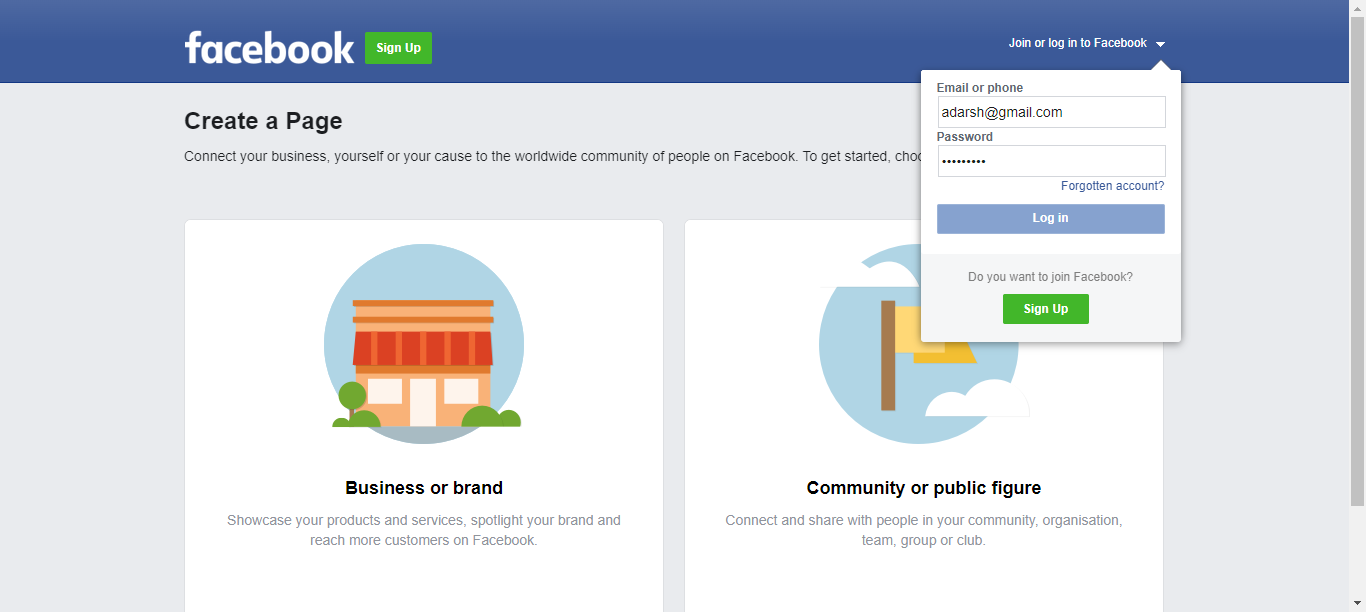 facebook
Sign Up
Join or log in to Facebook
Email or phone
adarsh@gmail.com
Password
•••••••••
Forgotten account?
Log in
Do you want to join Facebook?
Sign Up
Create a Page
Connect your business, yourself or your cause to the worldwide community of people on Facebook. To get started,
Business or brand
Showcase your products and services, spotlight your brand and
reach more customers on Facebook.
Community or public figure
Connect and share with people in your community, organisation,
team, group or club.